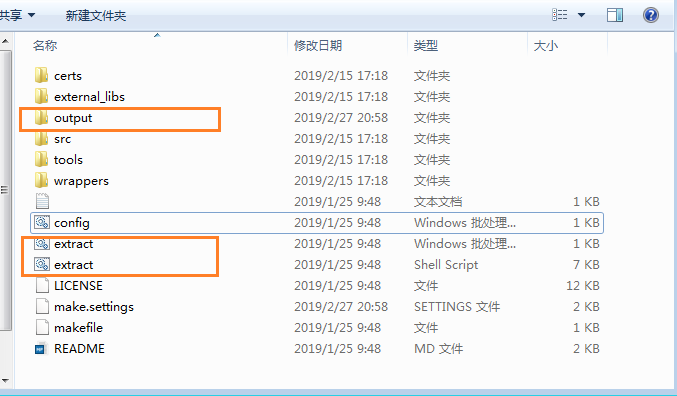 共享 新建文件夹
名称 修改日期 类型 大小
certs 2019/2/15 17:18 文件夹
external_libs 2019/2/15 17:18 文件夹
output 2019/2/27 20:58 文件夹
src 2019/2/15 17:18 文件夹
tools 2019/2/15 17:18 文件夹
wrappers 2019/2/15 17:18 文件夹
2019/1/25 9:48 文本文档 1 KB
config 2019/1/25 9:48 Windows 批处理... 1 KB
extract 2019/1/25 9:48 Windows 批处理... 1 KB
extract 2019/1/25 9:48 Shell Script 7 KB
LICENSE 2019/1/25 9:48 文件 12 KB
make.settings 2019/2/27 20:58 SETTINGS 文件 2 KB
makefile 2019/1/25 9:48 文件 1 KB
README 2019/1/25 9:48 MD 文件 2 KB